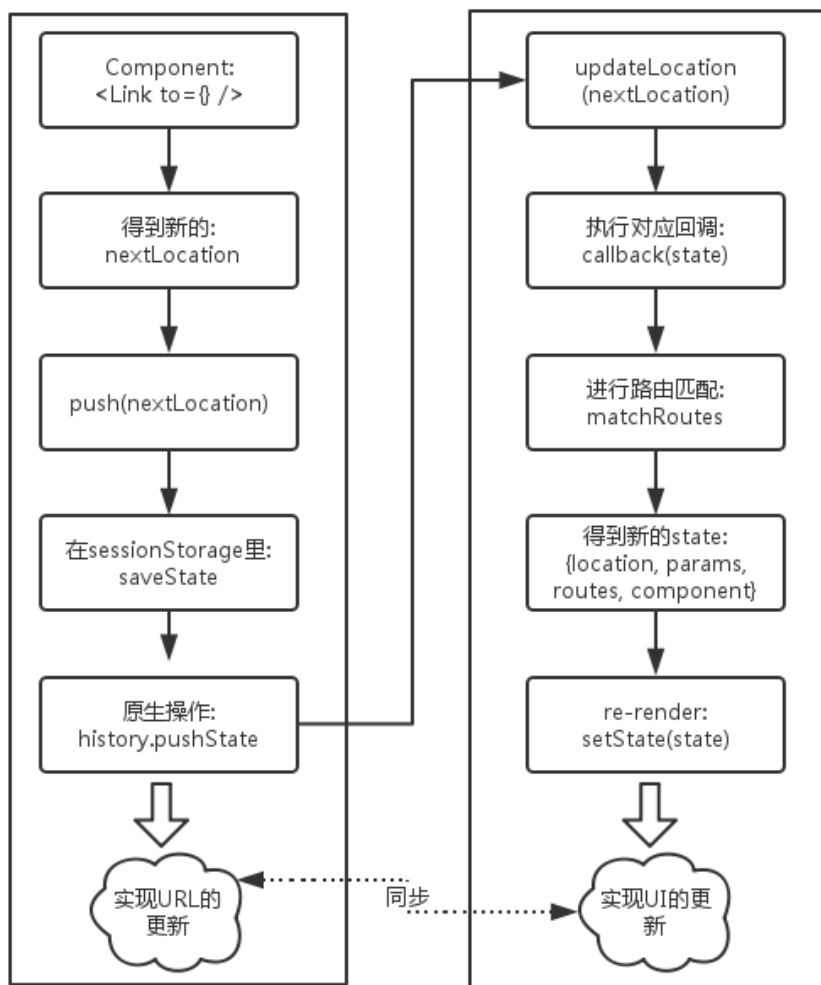 Component:
<Link to={} />
得到新的:
nextLocation
push(nextLocation)
在sessionStorage里:
saveState
原生操作:
history.pushState
实现URL的
更新
同步
updateLocation
(nextLocation)
执行对应回调:
callback(state)
进行路由匹配:
matchRoutes
得到新的state:
{location, params,
routes, component}
re-render:
setState(state)
实现UI的更
新